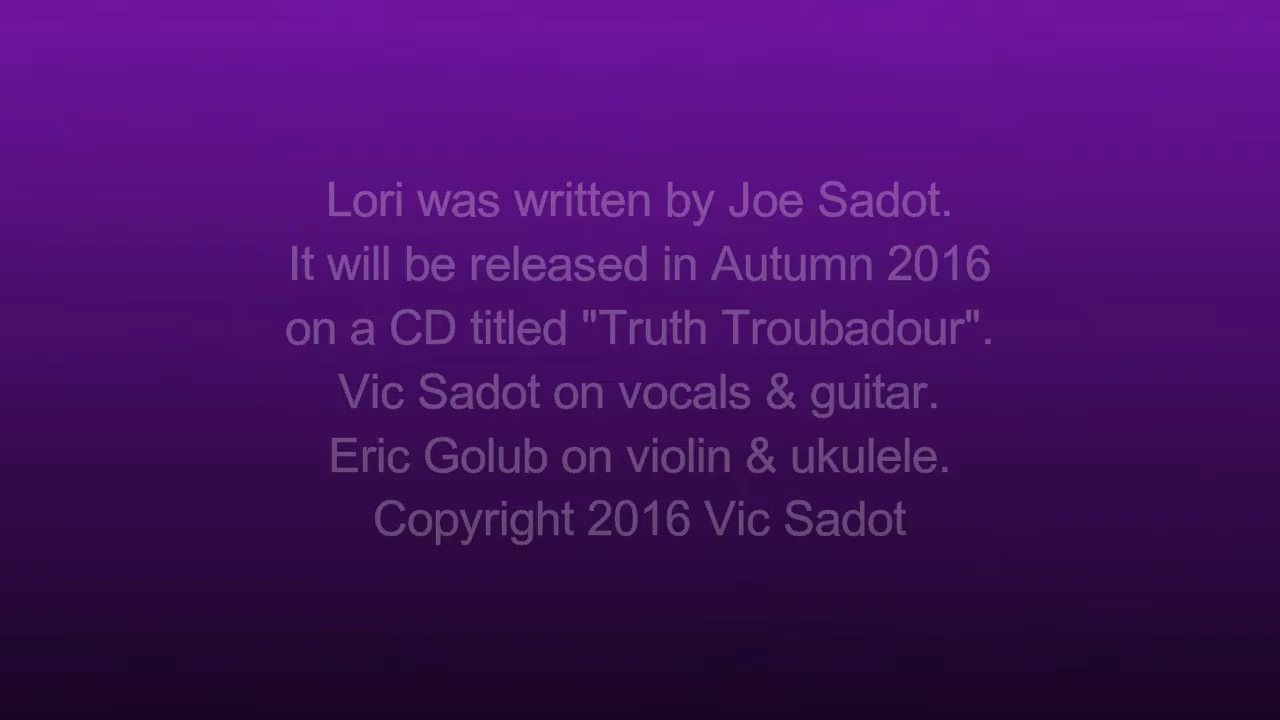 Lori was written by Joe Sadot.
It will be released in Autumn 2016
on a CD titled "Truth Troubadour".
Vic Sadot on vocals & guitar.
Eric Golub on violin & ukulele.
Copyright 2016 Vic Sadot